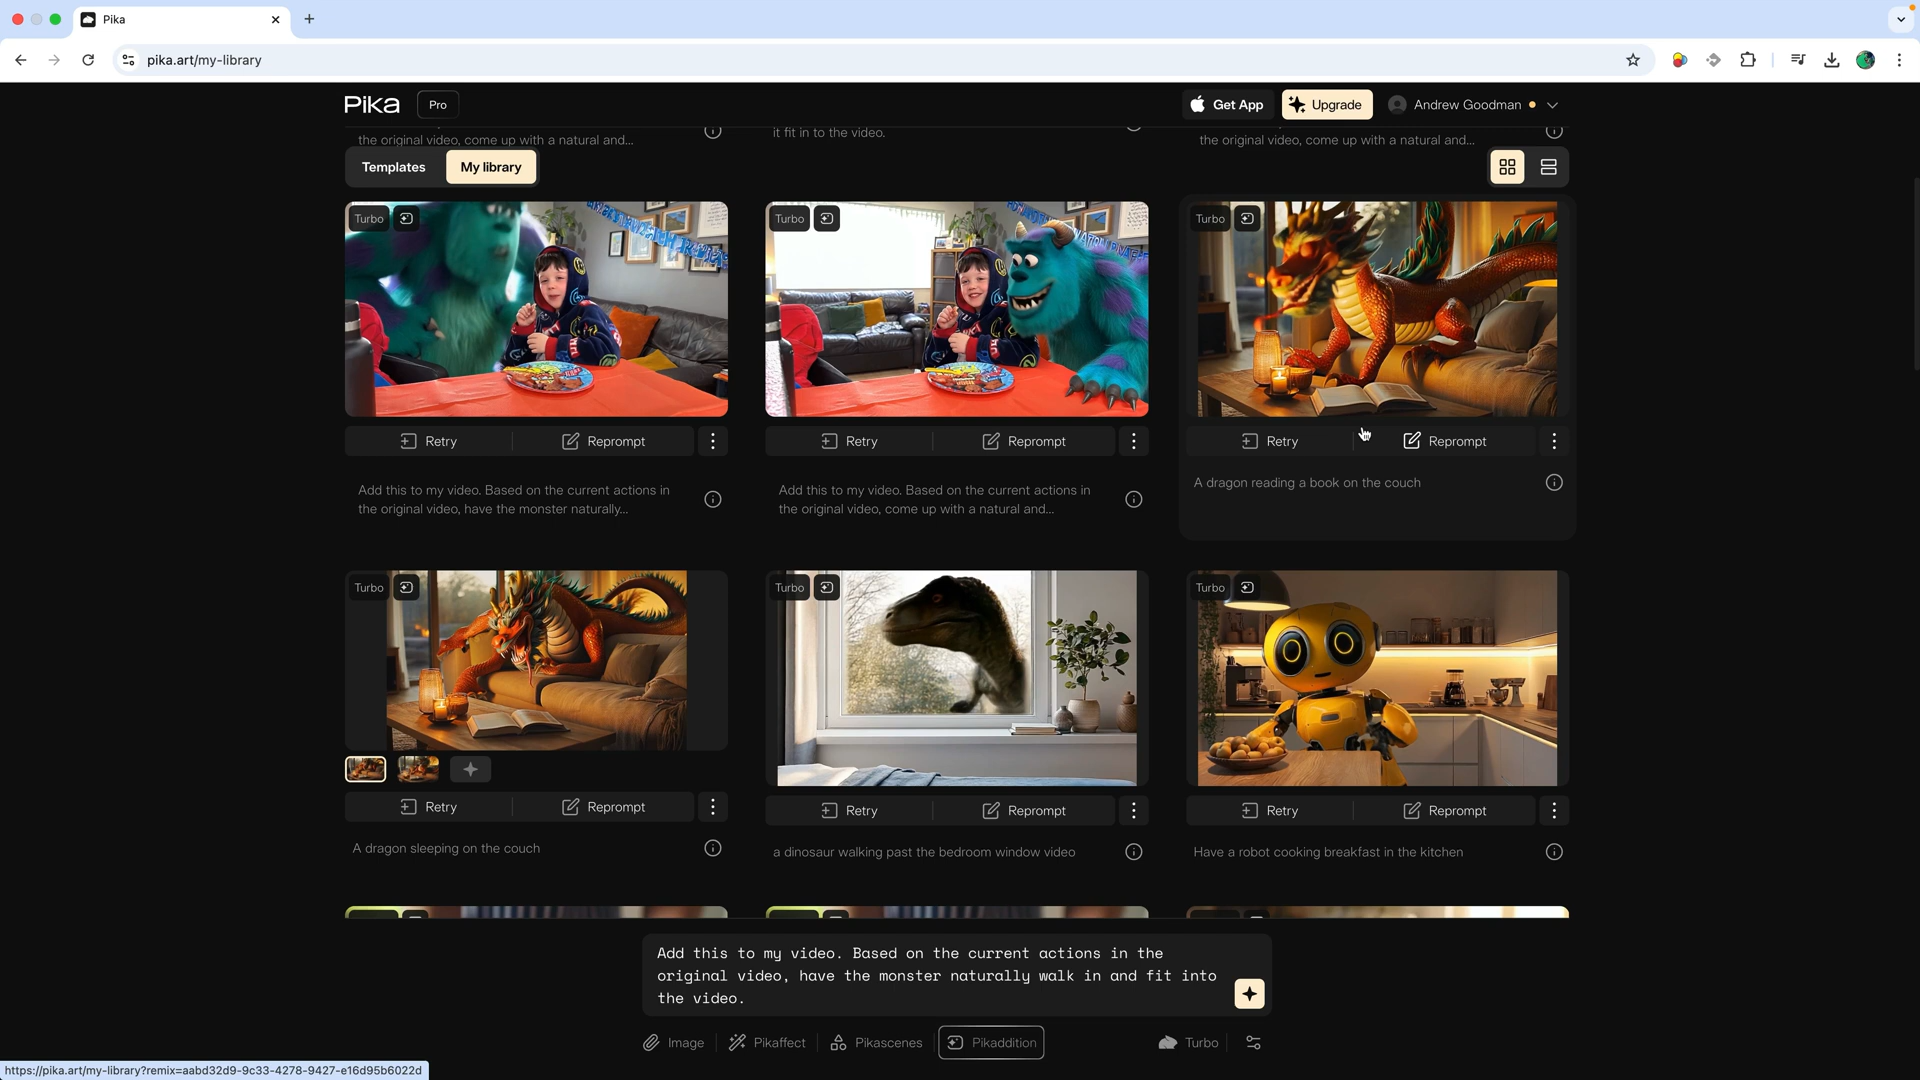 Pika
pika.art/my-library
Pika
Pro
Get App
Upgrade
Andrew Goodman
the original video, come up with a natural and...
it fit in to the video.
the original video, come up with a natural and...
Templates
My library
Turbo
Turbo
Turbo
Retry
Reprompt
Retry
Reprompt
Retry
Reprompt
Add this to my video. Based on the current actions in
the original video, have the monster naturally...
Add this to my video. Based on the current actions in
the original video, come up with a natural and...
A dragon reading a book on the couch
Turbo
Turbo
Turbo
Retry
Reprompt
Retry
Reprompt
Retry
Reprompt
A dragon sleeping on the couch
a dinosaur walking past the bedroom window video
Have a robot cooking breakfast in the kitchen
Add this to my video. Based on the current actions in the
original video, have the monster naturally walk in and fit into
the video.
Image
Pikaffect
Pikascenes
Pikaddition
Turbo
https://pika.art/my-library?remix=aabd32d9-9c33-4278-9427-e16d95b6022d